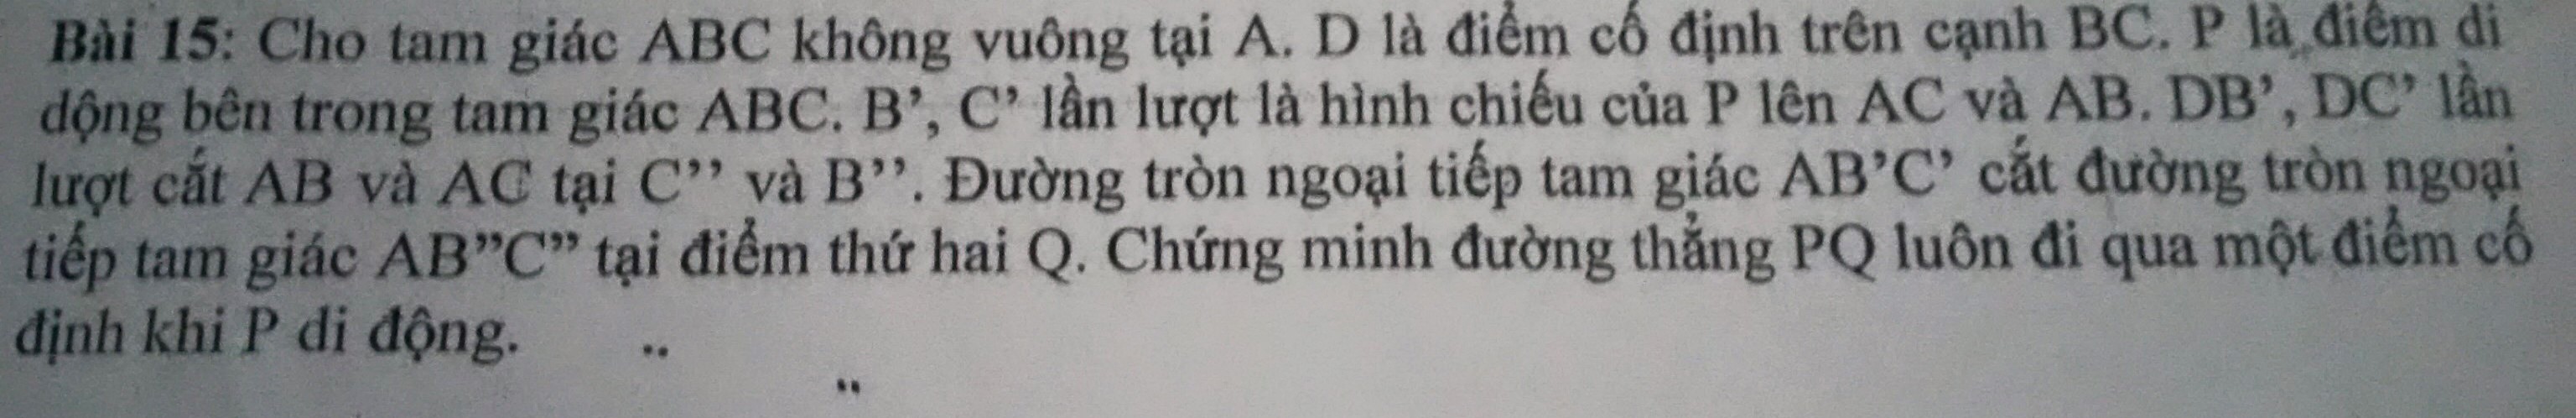 Bài 15: Cho tam giác ABC không vuông tại A. D là điểm cố định trên cạnh BC. P là điểm di
động bên trong tam giác ABC. B’, C’ lần lượt là hình chiếu của P lên AC và AB. DB’, DC’ lần
lượt cắt AB và AC tại C’’ và B’’. Đường tròn ngoại tiếp tam giác AB’C’ cắt đường tròn ngoại
tiếp tam giác AB”C” tại điểm thứ hai Q. Chứng minh đường thẳng PQ luôn đi qua một điểm cố
định khi P di động.